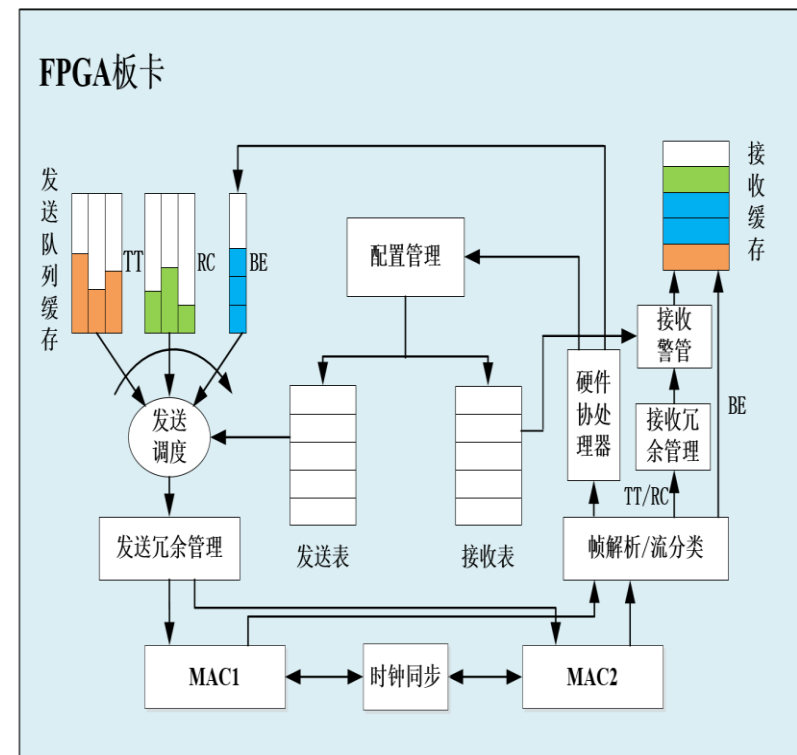 FPGA板卡
发送队列缓存
TT
RC
BE
配置管理
接收缓存
接收
警管
硬件
协处
理器
接收冗
余管理
BE
发送
调度
TT/RC
发送冗余管理
发送表
接收表
帧解析/流分类
MAC1
时钟同步
MAC2